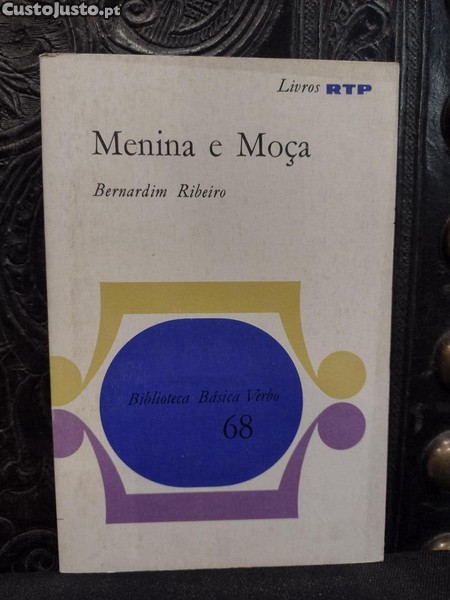 CustoJusto.pt
Livros RTP
Menina e Moça
Bernardim Ribeiro
Biblioteca Básica Verbo
68